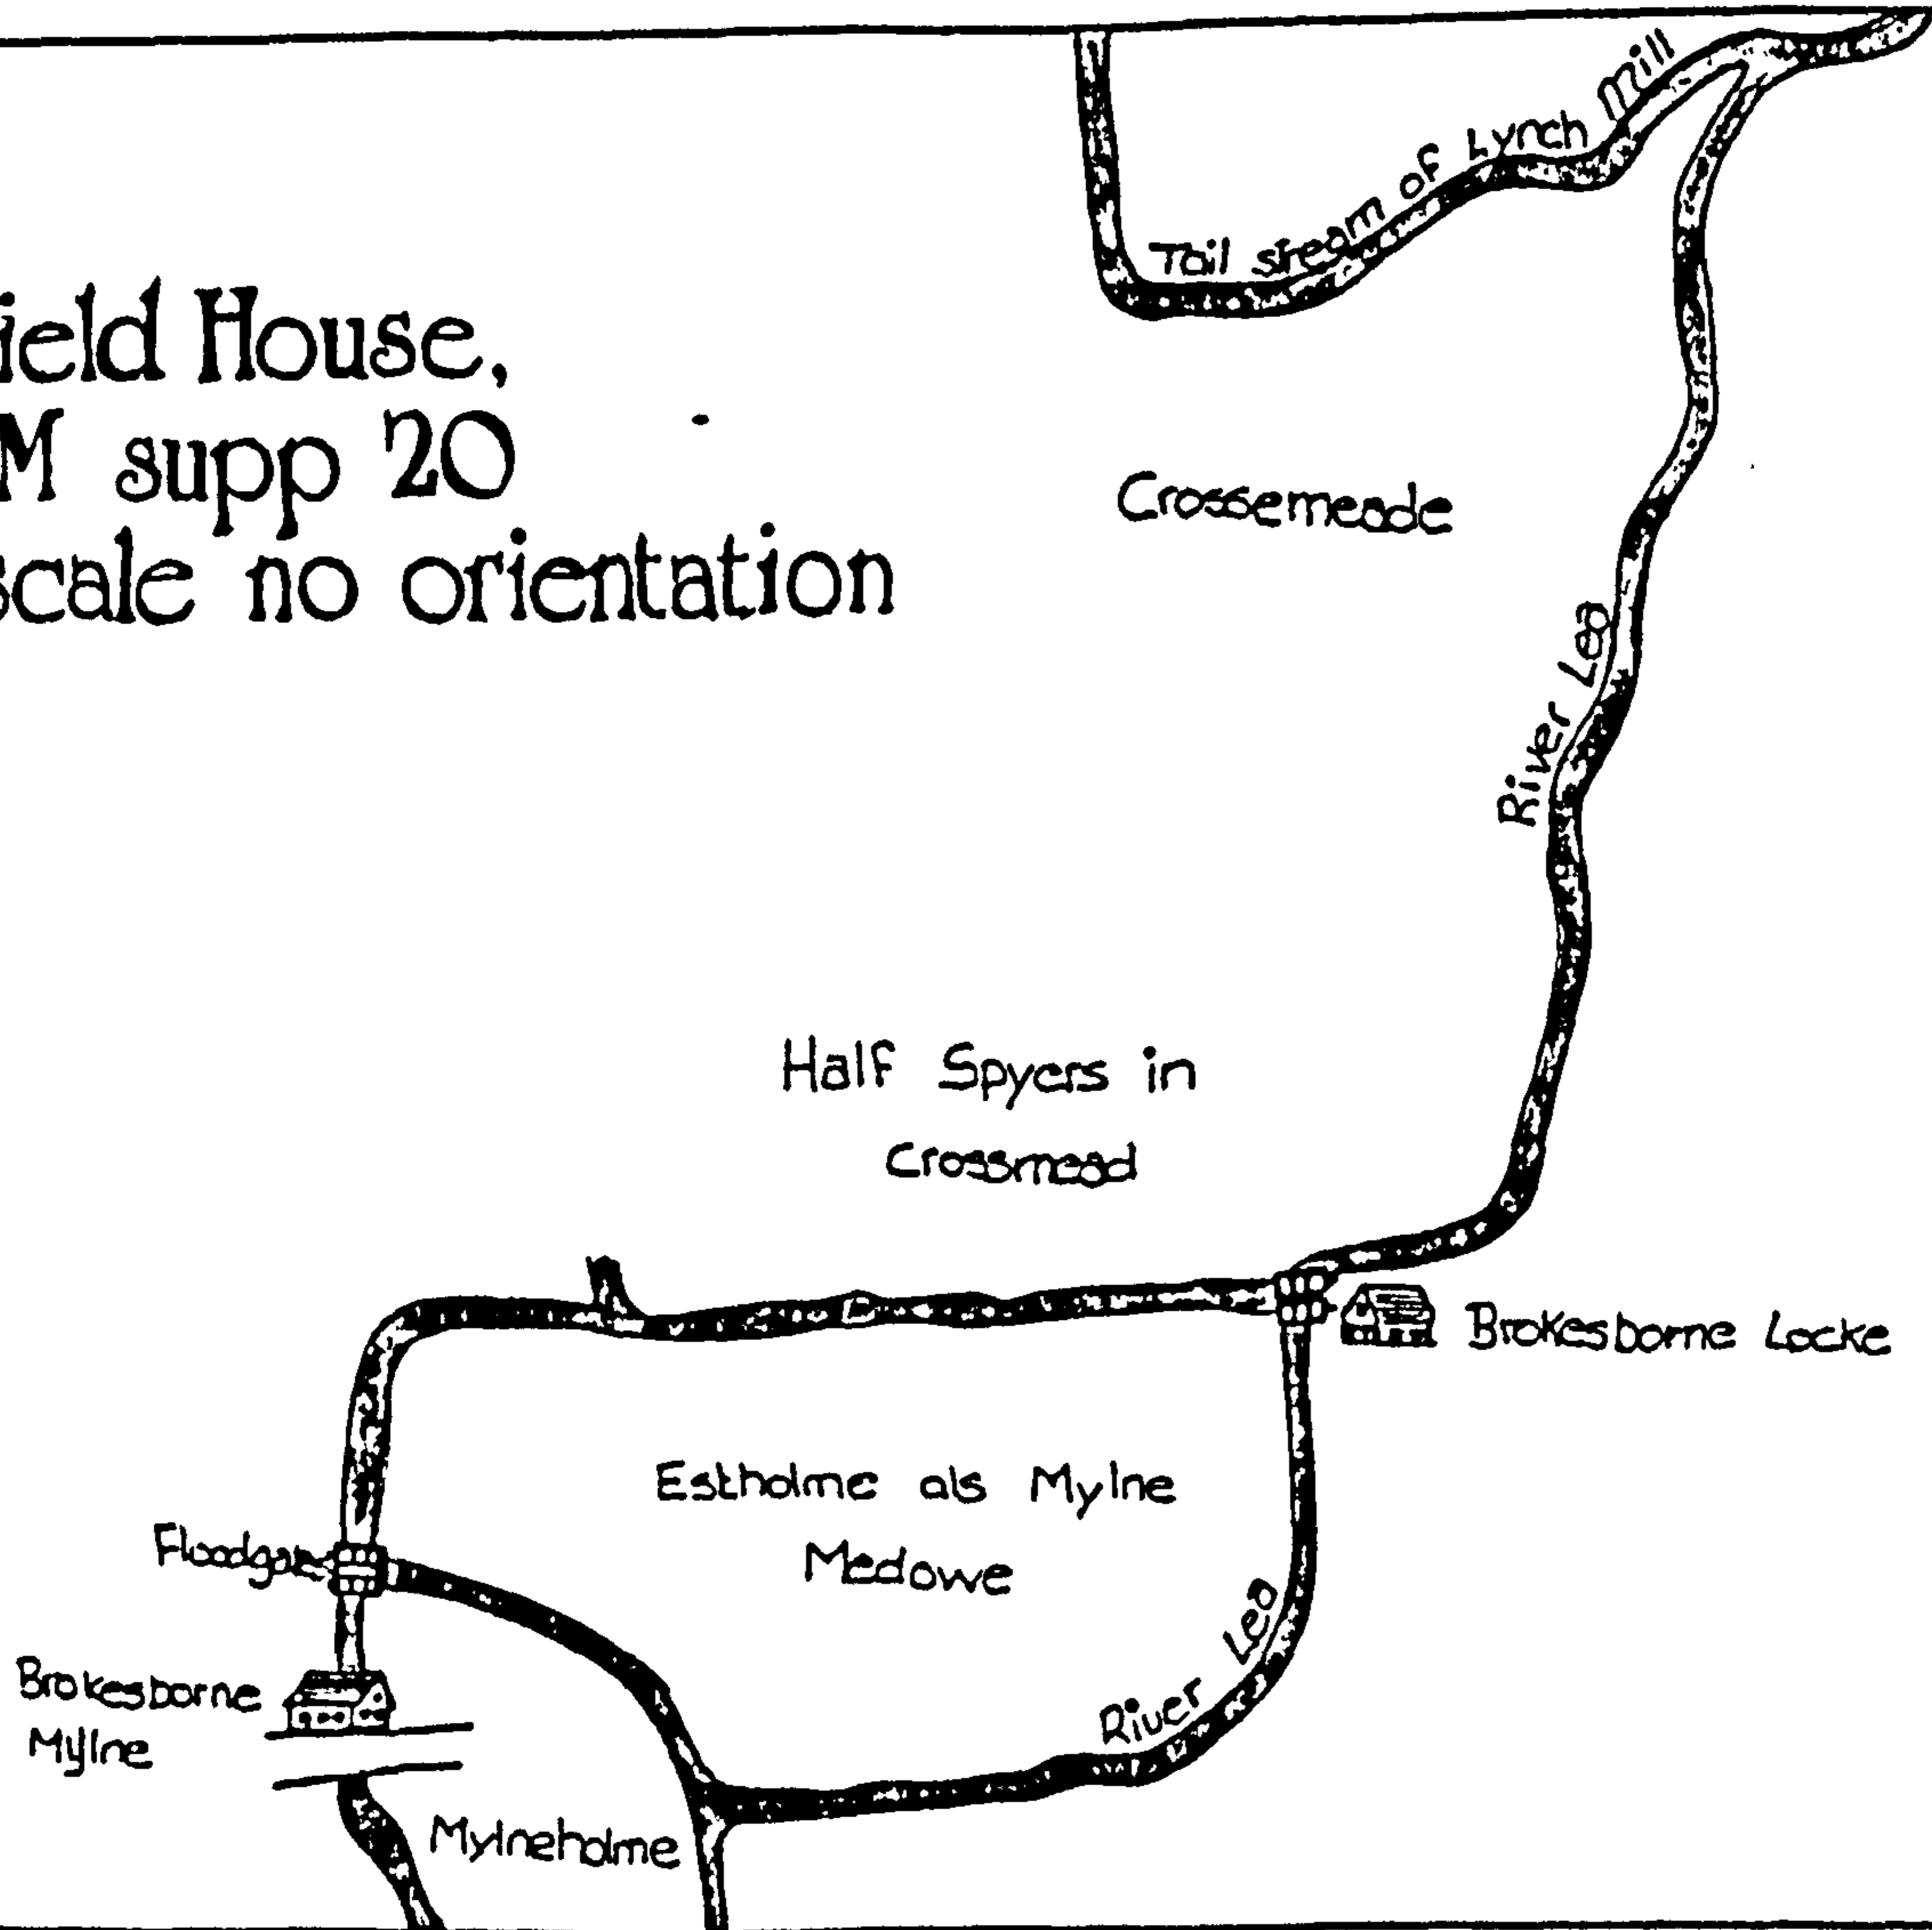 Tail stream of Lynch Mill
ield House,
M supp 20
scale no orientation
Crossemeade
River Lea
Half Spyers in
Crossmead
Brokesborne Locke
Estholme als Mylne
Medowe
Floodgate
River Lea
Brokesborne
Mylne
Mylneholme